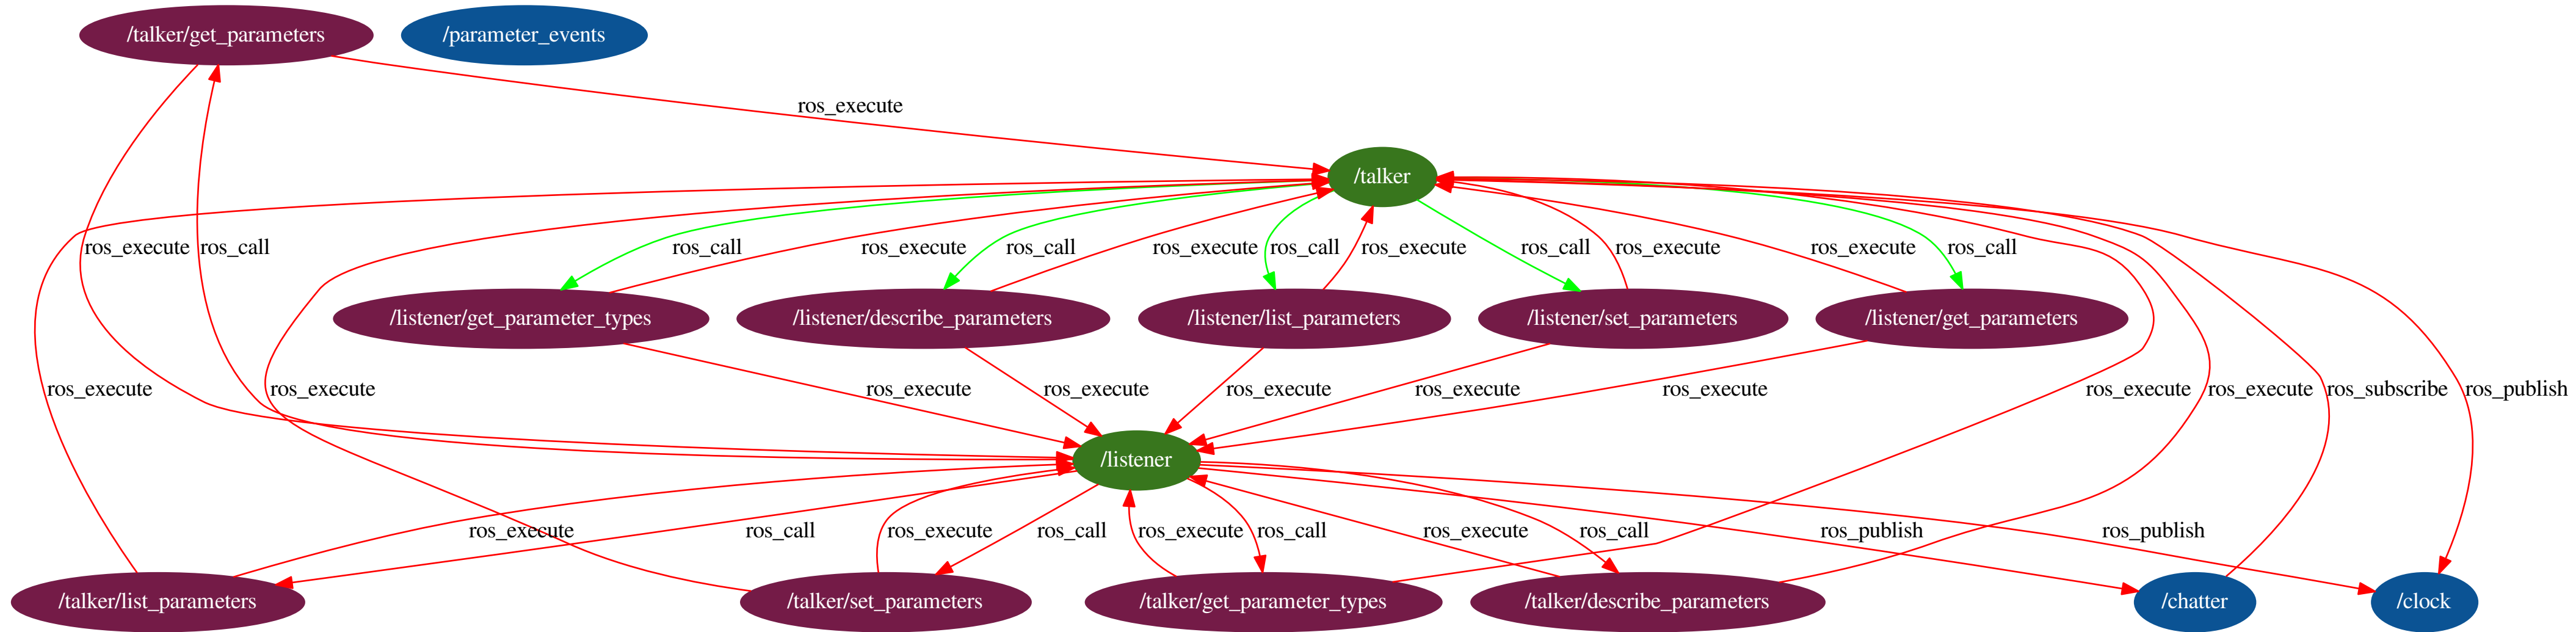 /talker/get_parameters
/parameter_events
ros_execute
/talker
ros_execute
ros_call
ros_call
ros_execute
ros_call
ros_execute
ros_call
ros_execute
ros_call
ros_execute
ros_execute
ros_call
/listener/get_parameter_types
/listener/describe_parameters
/listener/list_parameters
/listener/set_parameters
/listener/get_parameters
ros_execute
ros_execute
ros_execute
ros_execute
ros_execute
ros_execute
ros_execute
ros_execute
ros_execute
ros_subscribe
ros_publish
/listener
ros_execute
ros_call
ros_execute
ros_call
ros_execute
ros_call
ros_execute
ros_call
ros_publish
ros_publish
/talker/list_parameters
/talker/set_parameters
/talker/get_parameter_types
/talker/describe_parameters
/chatter
/clock